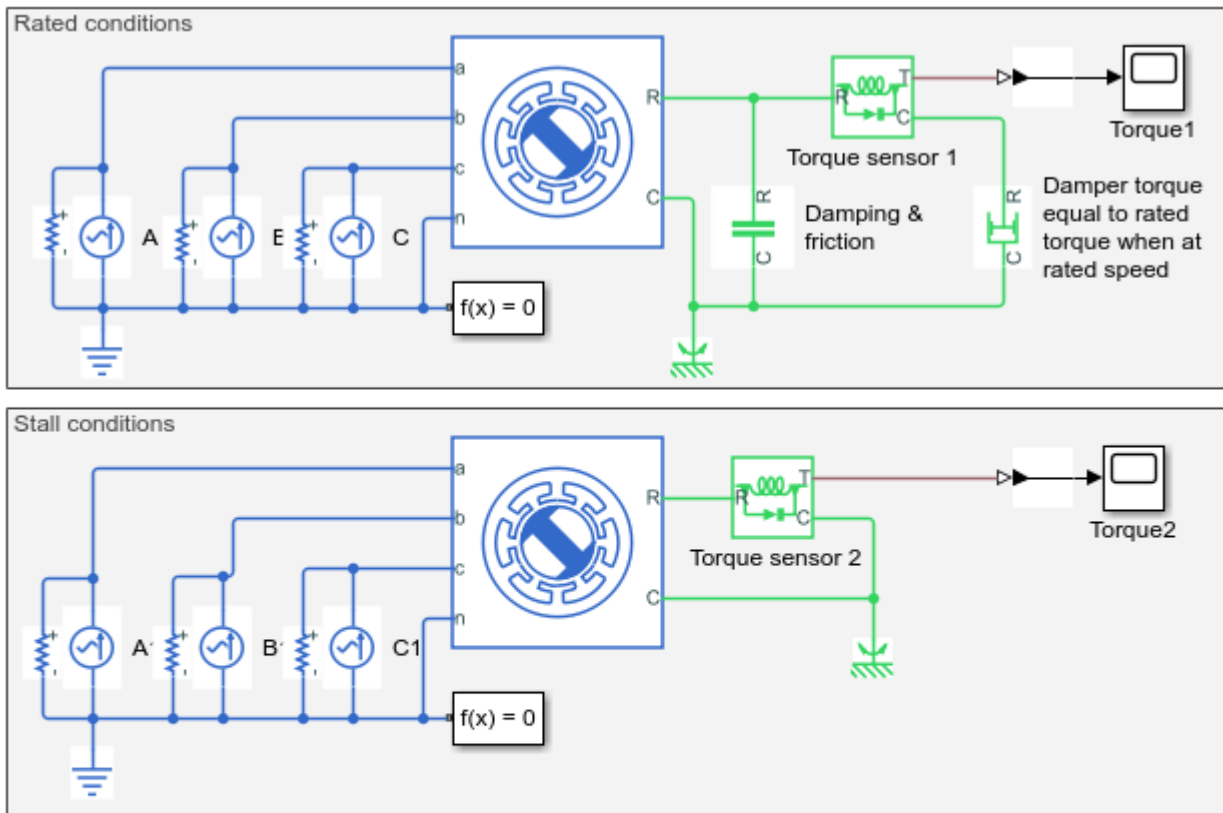 Rated conditions
a
b
c
n
R
C
R
T
C
Torque sensor 1
Torque1
R
C
Damping &
friction
R
C
Damper torque
equal to rated
torque when at
rated speed
+
-
A
+
-
B
+
-
C
f(x) = 0
Stall conditions
a
b
c
n
R
C
R
T
C
Torque sensor 2
Torque2
+
-
A1
+
-
B1
+
-
C1
f(x) = 0